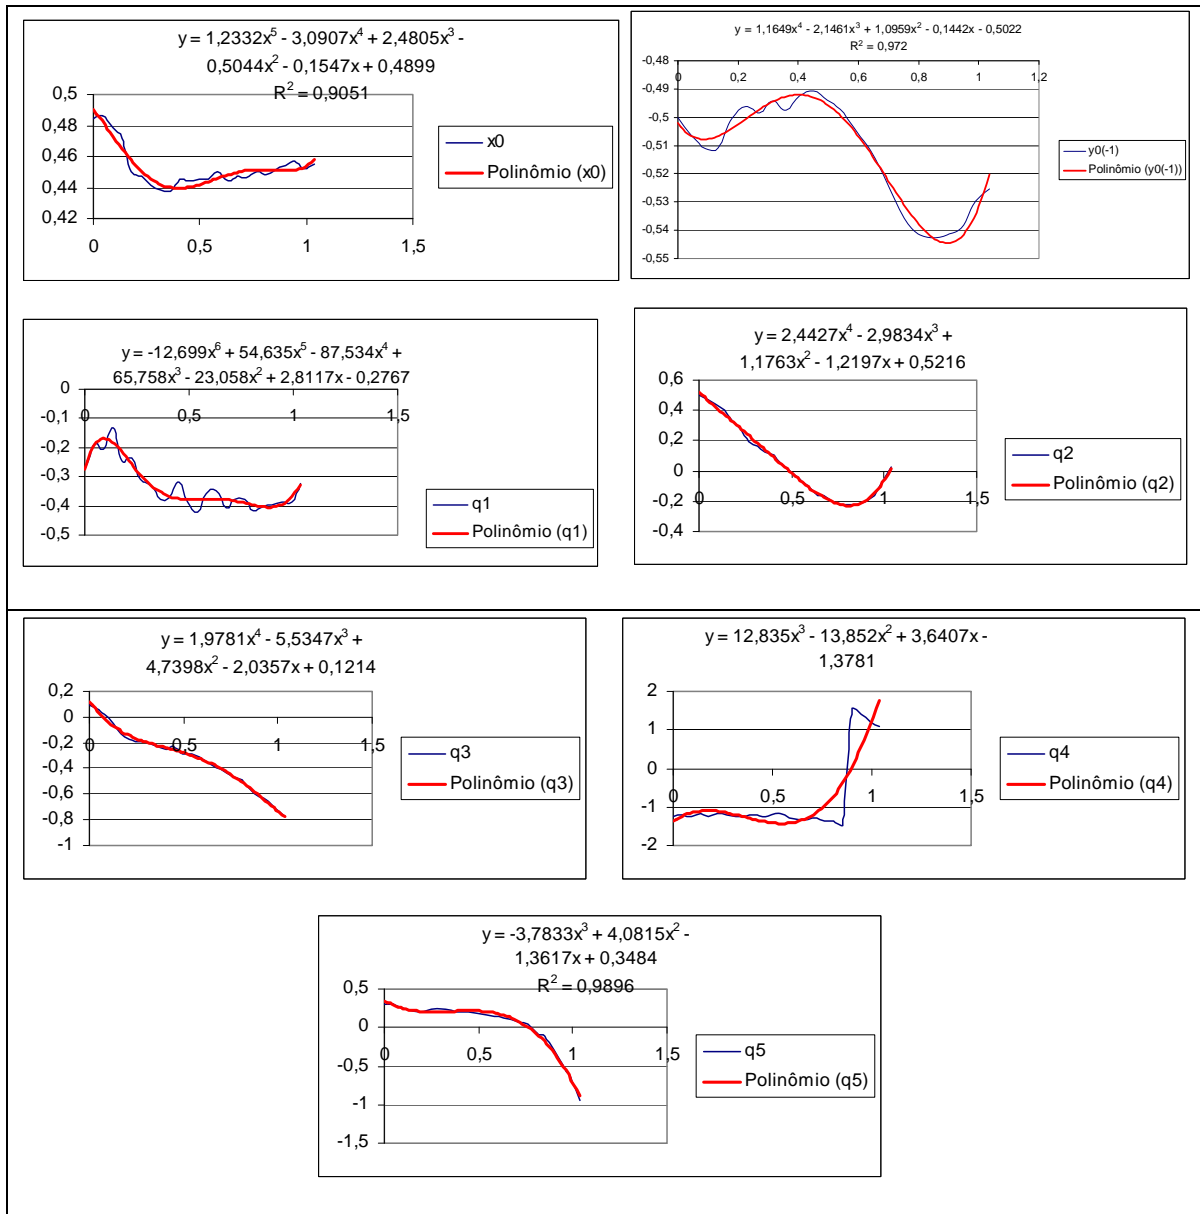 y = 1,2332x⁵ - 3,0907x⁴ + 2,4805x³ -
0,5044x² - 0,1547x + 0,4899
R² = 0,9051
0,5
0,48
0,46
0,44
0,42
0
0,5
1
1,5
x0
Polinômio (x0)
y = 1,1649x⁴ - 2,1461x³ + 1,0959x² - 0,1442x - 0,5022
R² = 0,972
-0,48
-0,49
-0,5
-0,51
-0,52
-0,53
-0,54
-0,55
0
0,2
0,4
0,6
0,8
1
1,2
y0(-1)
Polinômio (y0(-1))
y = -12,699x⁶ + 54,635x⁵ - 87,534x⁴ +
65,758x³ - 23,058x² + 2,8117x - 0,2767
0
-0,1
-0,2
-0,3
-0,4
-0,5
0
0,5
1
1,5
q1
Polinômio (q1)
y = 2,4427x⁴ - 2,9834x³ +
1,1763x² - 1,2197x + 0,5216
0,6
0,4
0,2
0
-0,2
-0,4
0
0,5
1
1,5
q2
Polinômio (q2)
y = 1,9781x⁴ - 5,5347x³ +
4,7398x² - 2,0357x + 0,1214
0,2
0
-0,2
-0,4
-0,6
-0,8
-1
0
0,5
1
1,5
q3
Polinômio (q3)
y = 12,835x³ - 13,852x² + 3,6407x -
1,3781
2
1
0
-1
-2
0
0,5
1
1,5
q4
Polinômio (q4)
y = -3,7833x³ + 4,0815x² -
1,3617x + 0,3484
R² = 0,9896
0,5
0
-0,5
-1
-1,5
0
0,5
1
1,5
q5
Polinômio (q5)